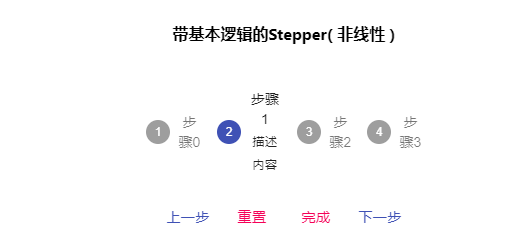 带基本逻辑的Stepper( 非线性 )
1 步骤0
2 步骤1 描述内容
3 步骤2
4 步骤3
上一步 重置 完成 下一步